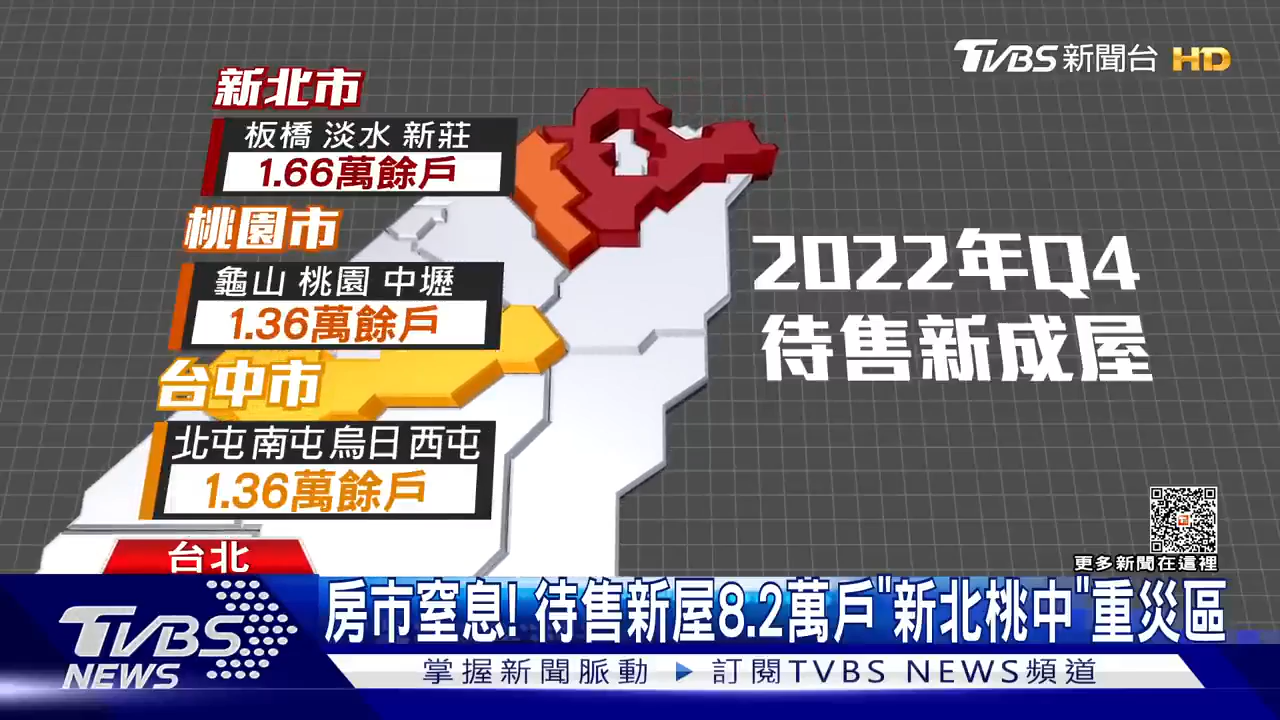 TVBS新聞台 HD
新北市
板橋 淡水 新莊
1.66萬餘戶
桃園市
龜山 桃園 中壢
1.36萬餘戶
台中市
北屯 南屯 烏日 西屯
1.36萬餘戶
2022年Q4
待售新成屋
更多新聞在這裡
台北
房市窒息! 待售新屋8.2萬戶"新北桃中"重災區
TVBS
NEWS
掌握新聞脈動 訂閱TVBS NEWS頻道